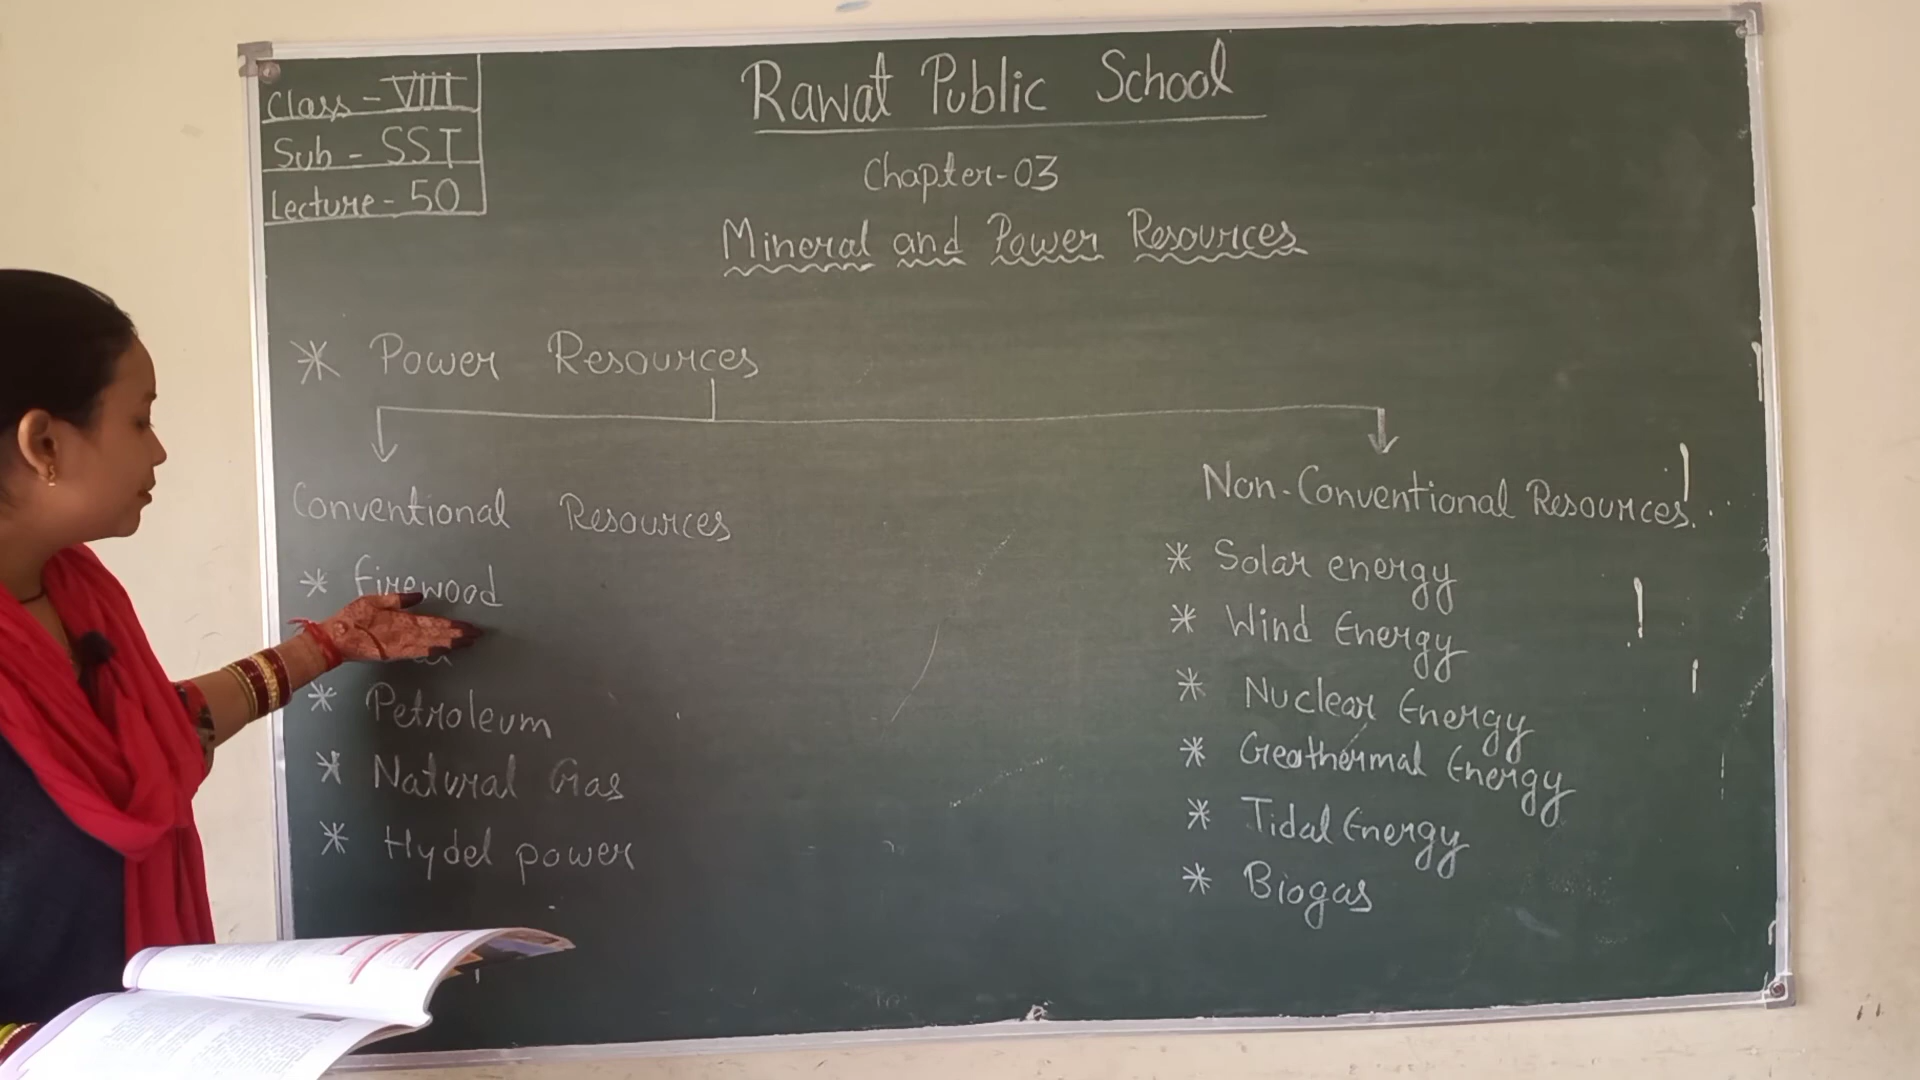 Class - VIII
Sub - SST
Lecture - 50
Rawat Public School
Chapter-03
Mineral and Power Resources
* Power Resources
Conventional Resources
* Firewood
* Petroleum
* Natural Gas
* Hydel power
Non-Conventional Resources
* Solar energy
* Wind Energy
* Nuclear Energy
* Geothermal Energy
* Tidal Energy
* Biogas